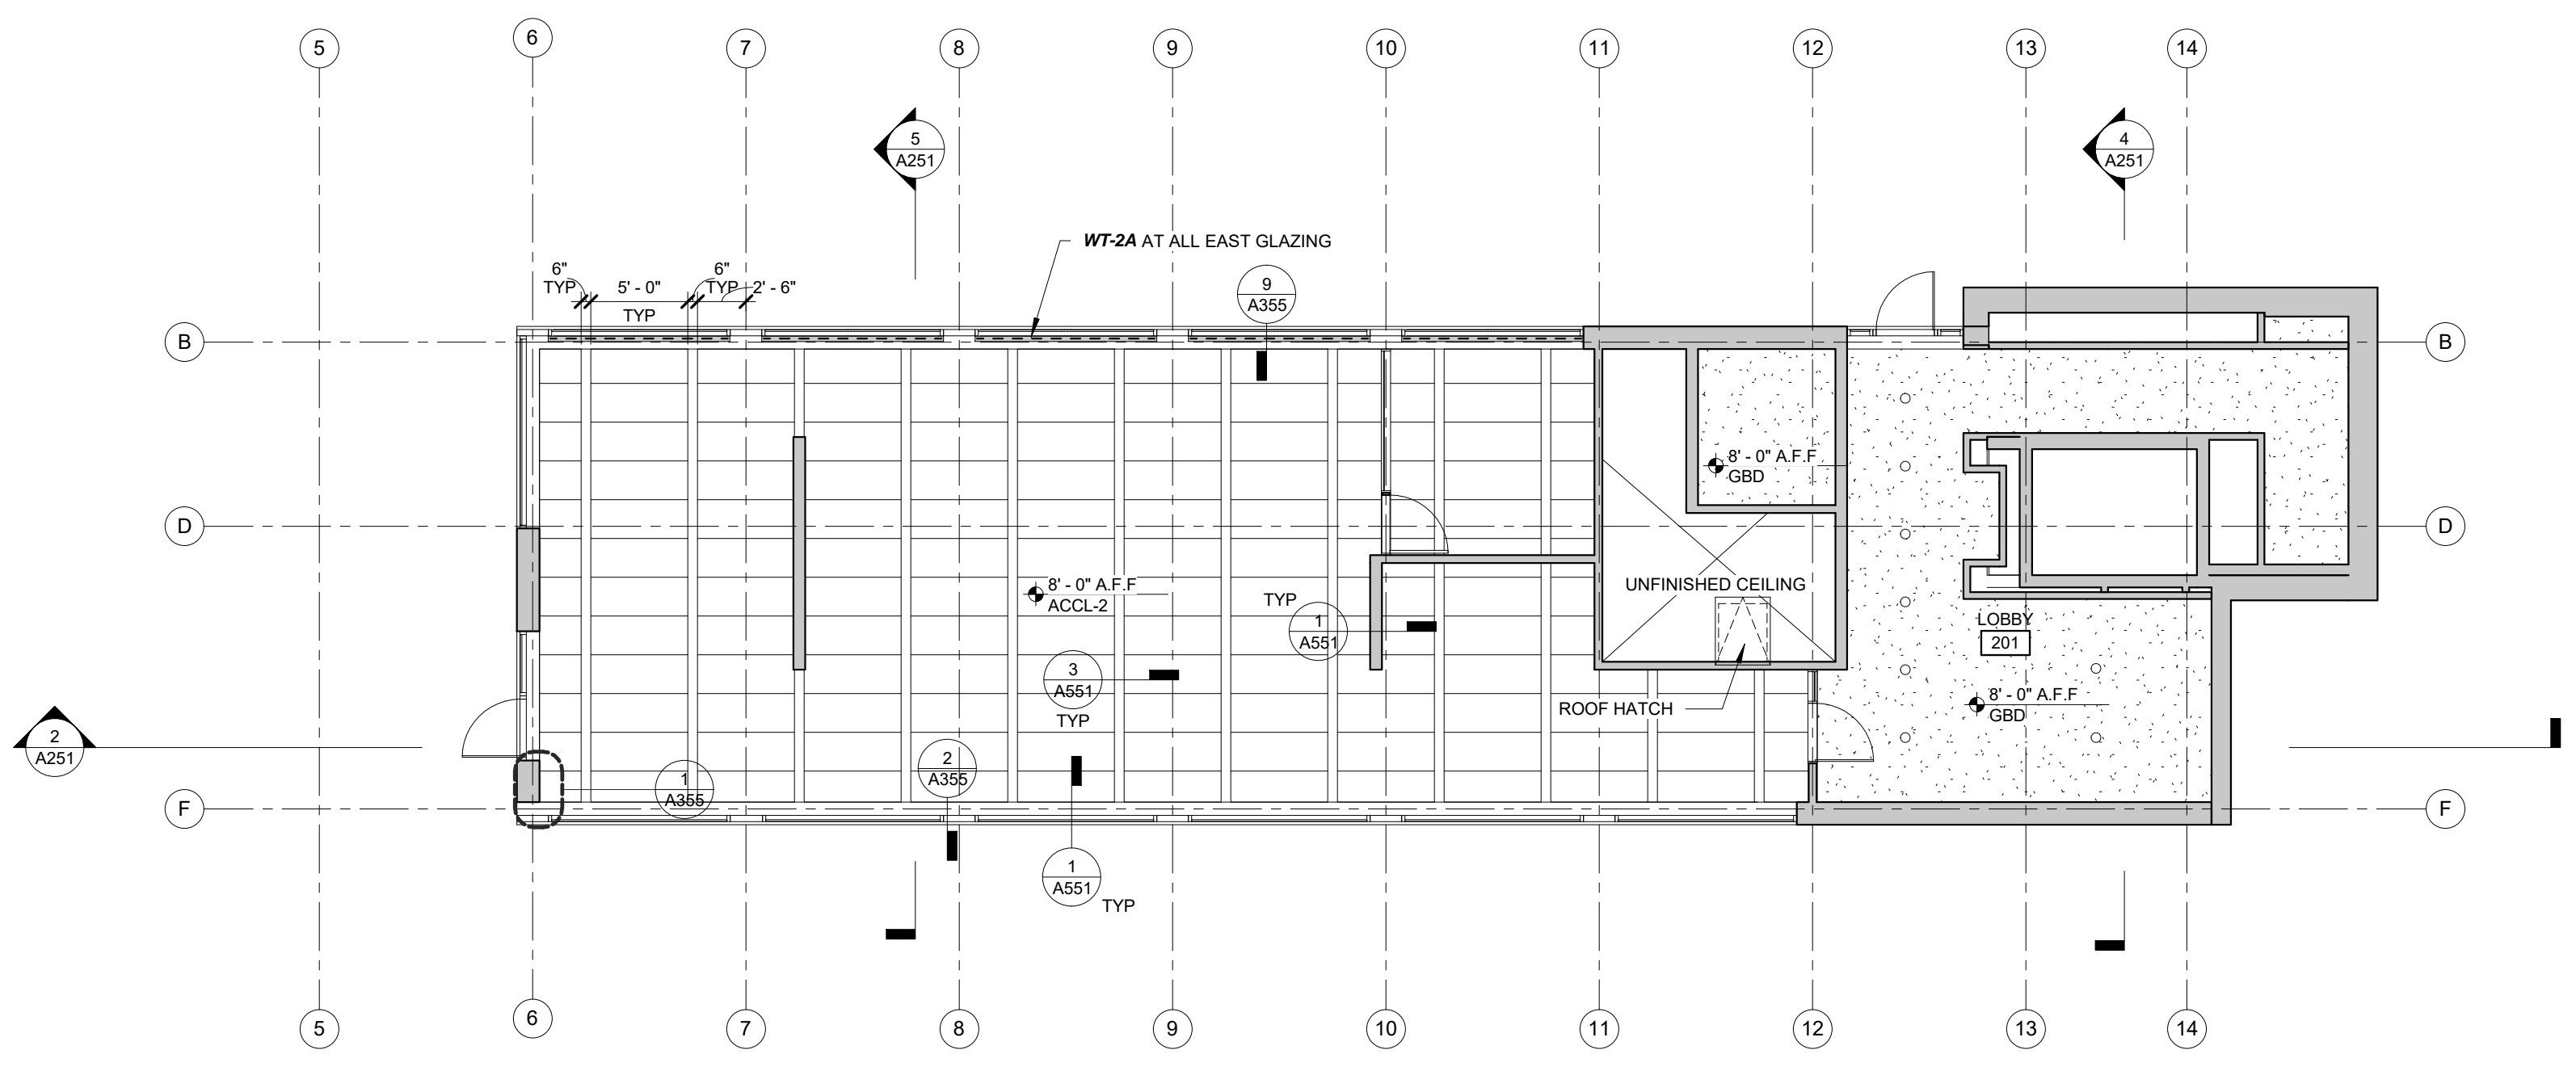 5
6
7
8
9
10
11
12
13
14
5
A251
4
A251
WT-2A AT ALL EAST GLAZING
6"
TYP
5' - 0"
TYP
6"
TYP
2' - 6"
9
A355
B
B
8' - 0" A.F.F
GBD
D
D
8' - 0" A.F.F
ACCL-2
UNFINISHED CEILING
TYP
1
A551
LOBBY
201
3
A551
TYP
8' - 0" A.F.F
GBD
ROOF HATCH
2
A251
2
A355
1
A355
F
F
1
A551
TYP
5
6
7
8
9
10
11
12
13
14